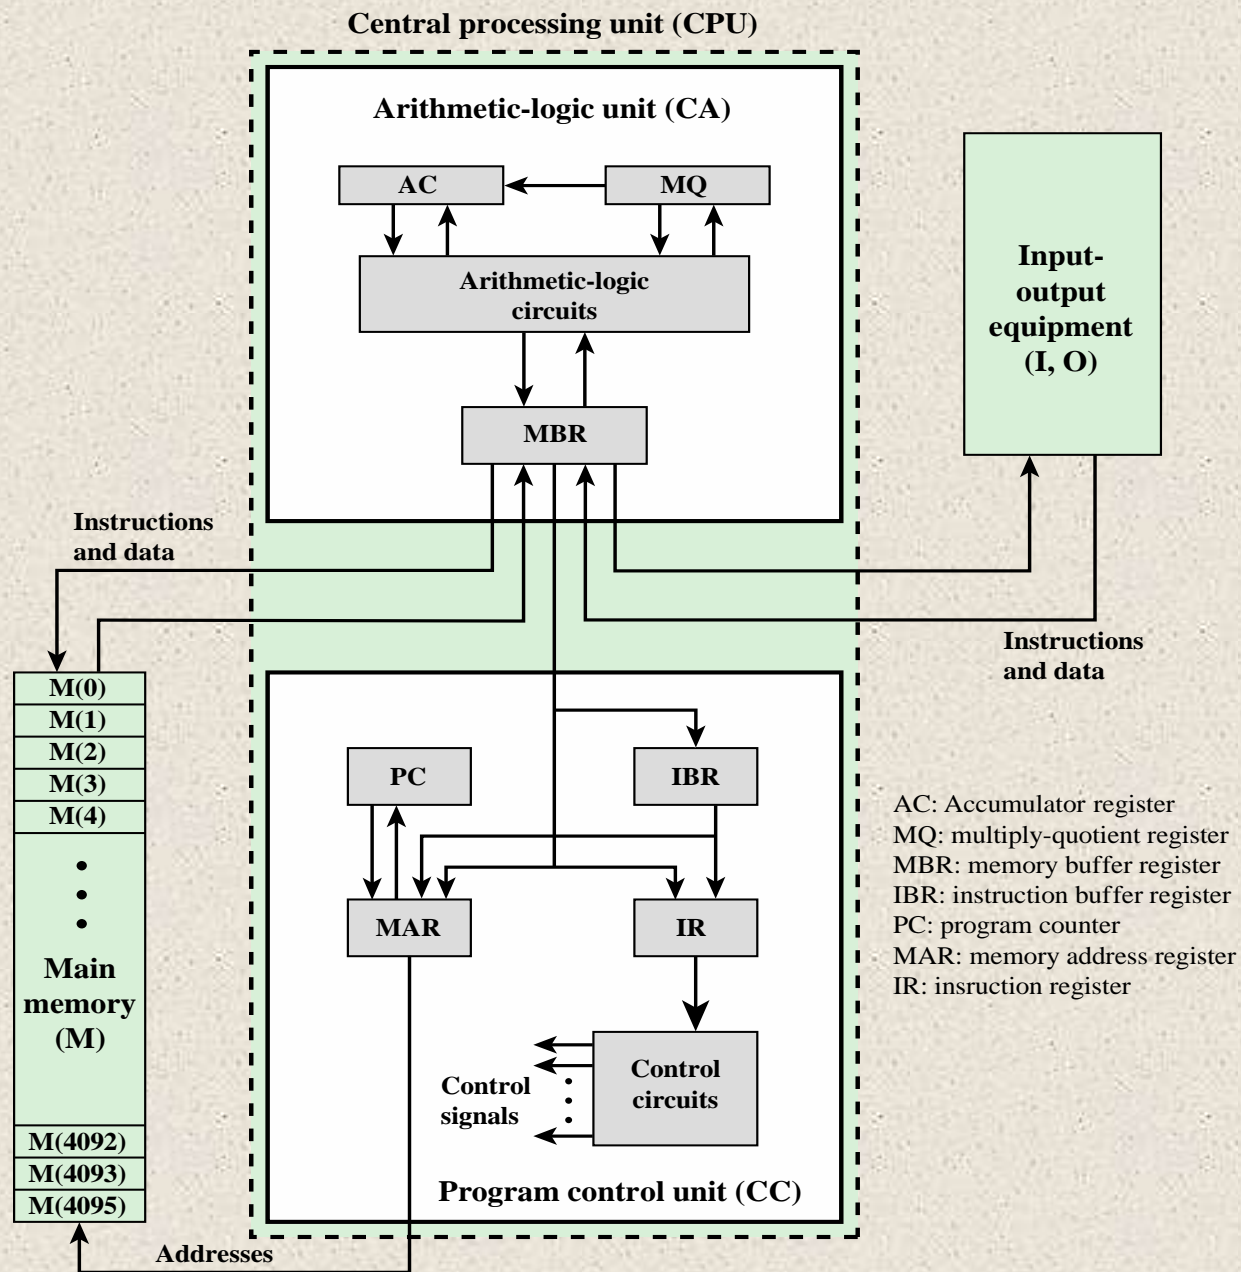 Central processing unit (CPU)
Arithmetic-logic unit (CA)
AC
MQ
Arithmetic-logic
circuits
MBR
Input-
output
equipment
(I, O)
Instructions
and data
Instructions
and data
M(0)
M(1)
M(2)
M(3)
M(4)
Main
memory
(M)
M(4092)
M(4093)
M(4095)
PC
IBR
MAR
IR
Control
signals
Control
circuits
Program control unit (CC)
Addresses
AC: Accumulator register
MQ: multiply-quotient register
MBR: memory buffer register
IBR: instruction buffer register
PC: program counter
MAR: memory address register
IR: insruction register